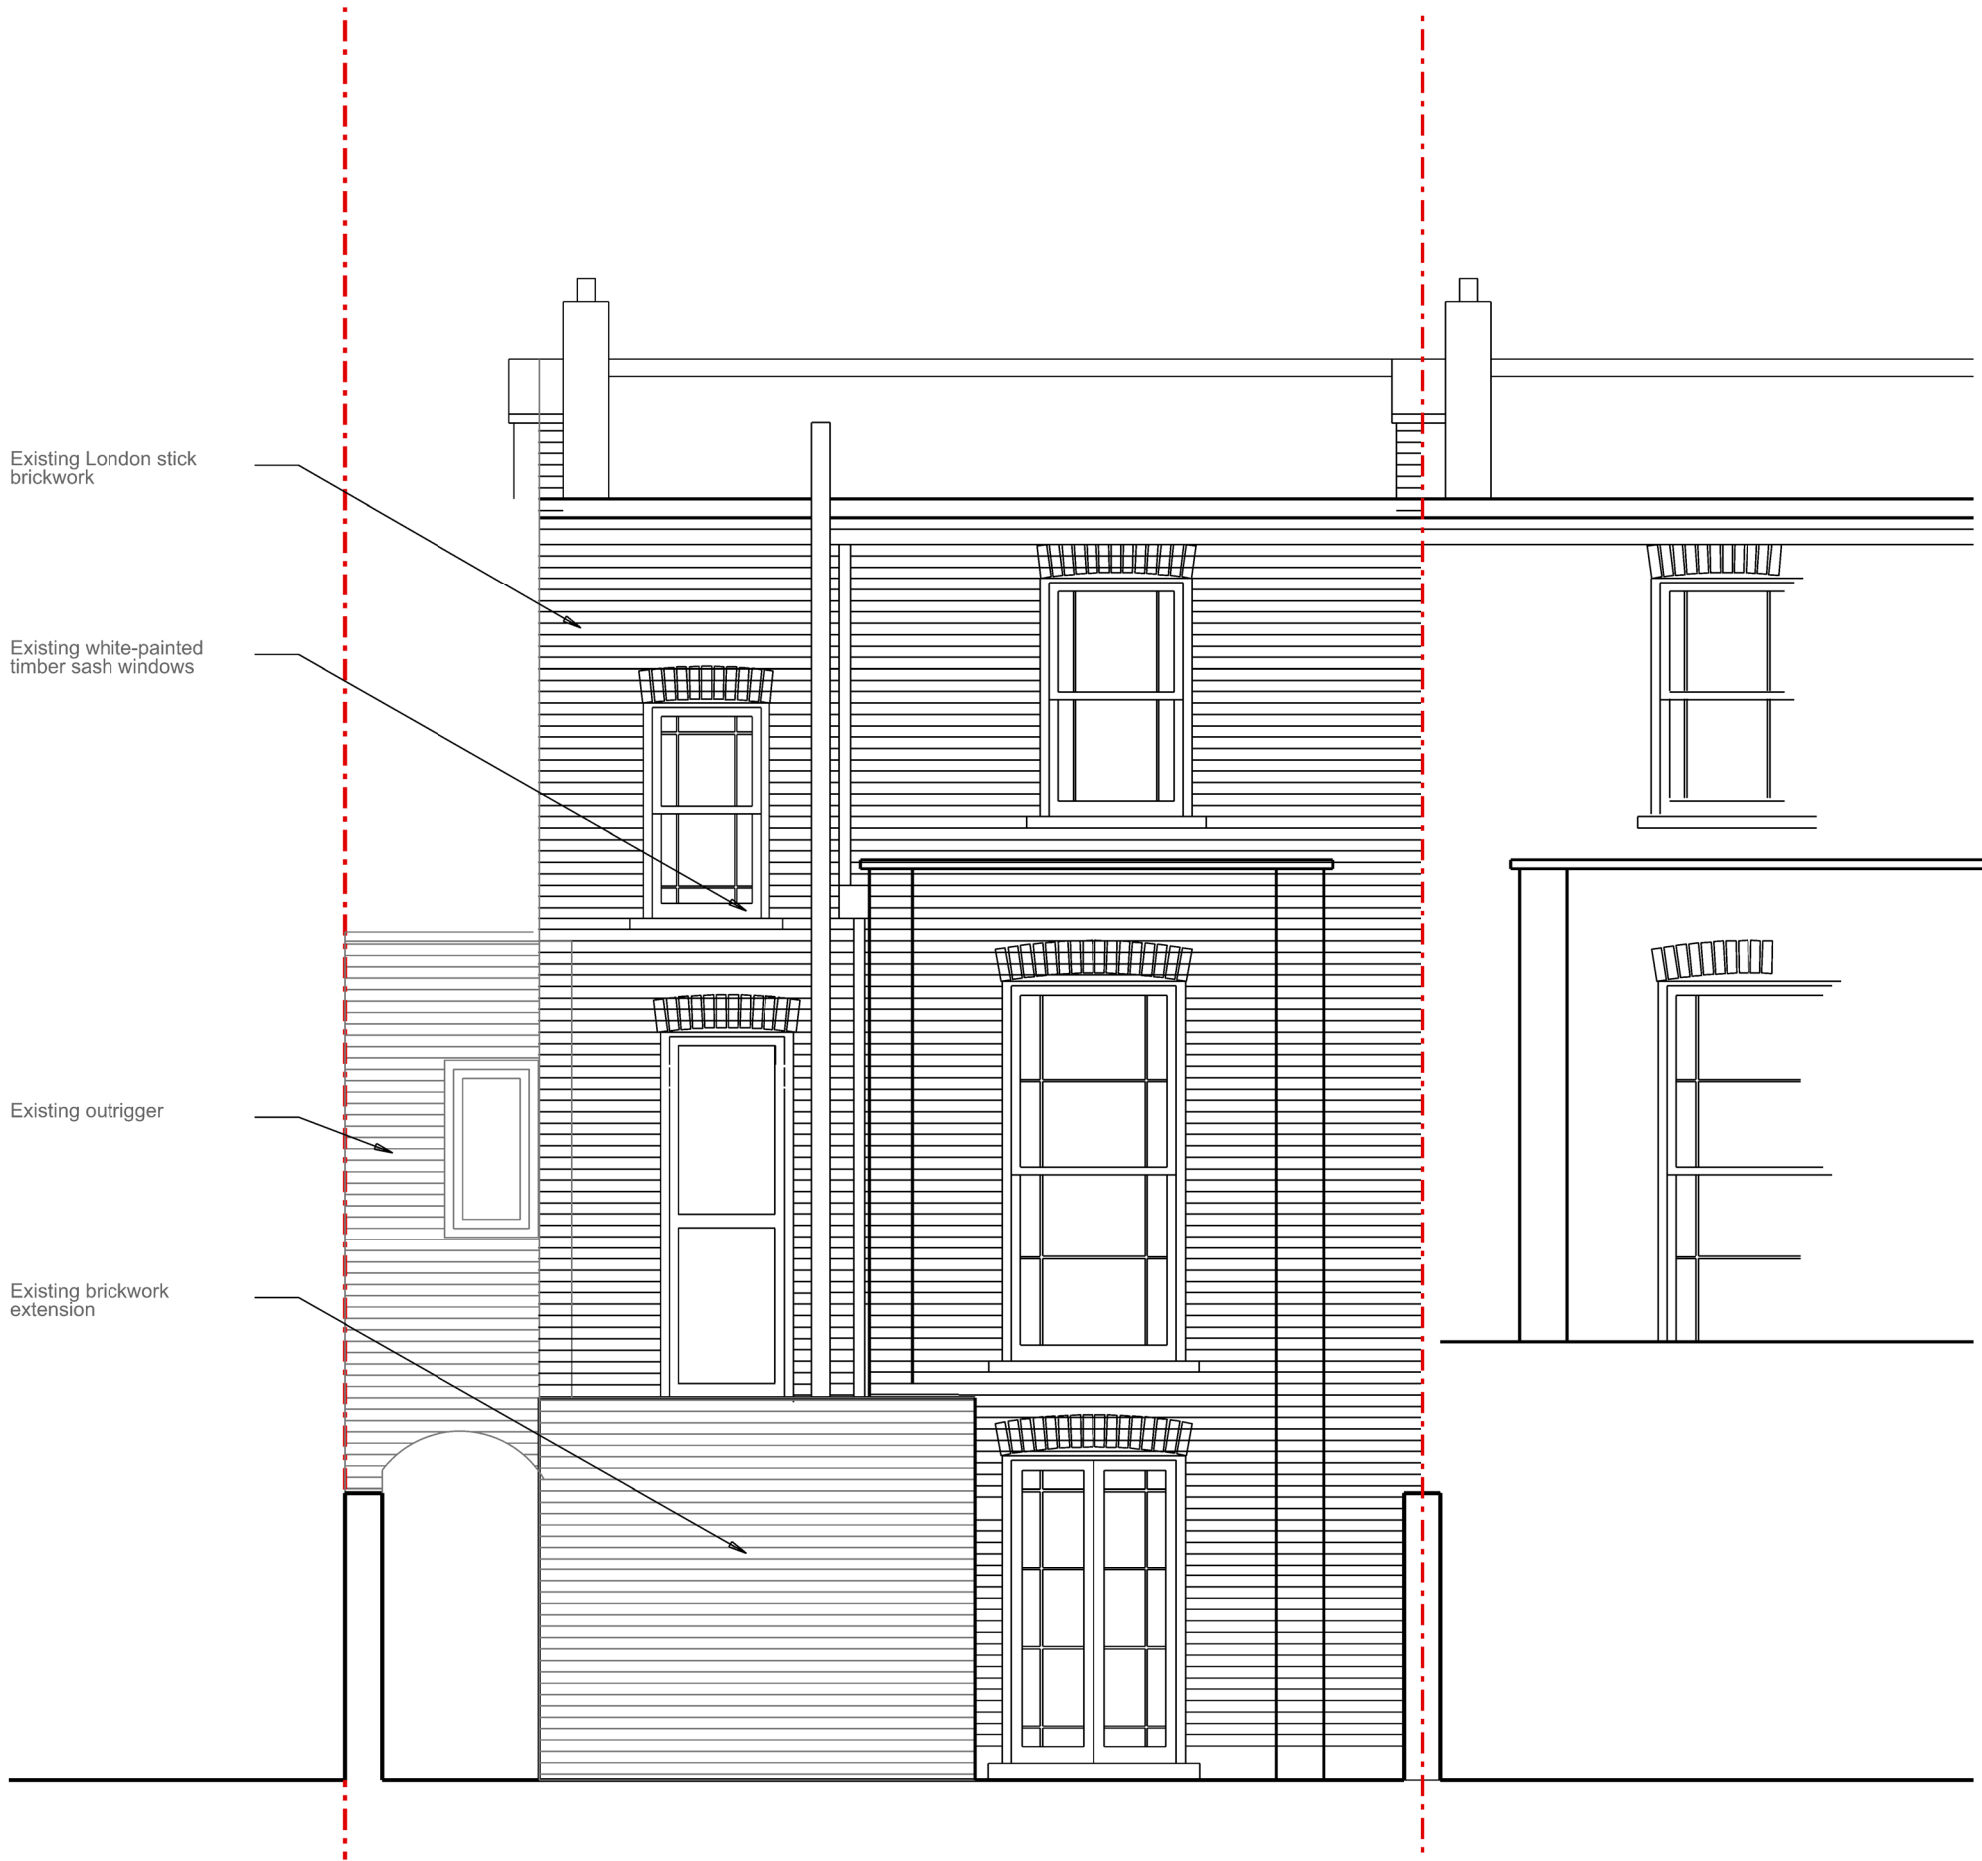 Existing London stick
brickwork
Existing white-painted
timber sash windows
Existing outrigger
Existing brickwork
extension